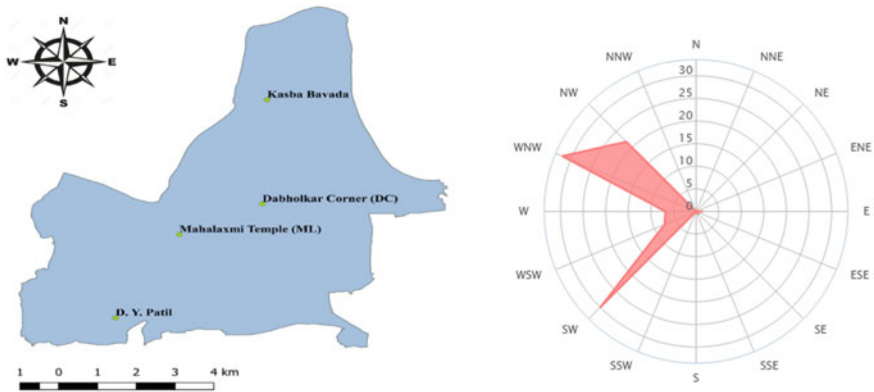 N
W E
S
Kasba Bavada
Dabholkar Corner (DC)
Mahalaxmi Temple (ML)
D. Y. Patil
1 0 1 2 3 4 km
N
NNW NNE
NW NE
WNW ENE
W E
WSW ESE
SW SE
SSW SSE
S
30
25
20
15
10
5
0